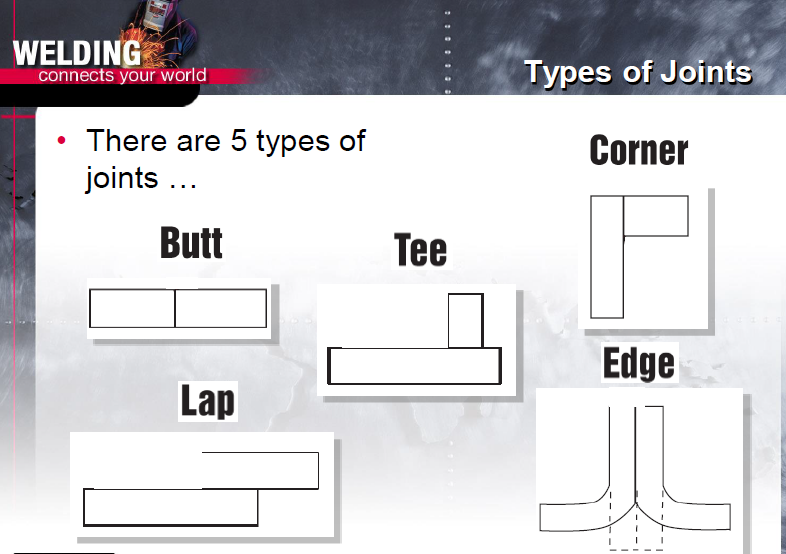 WELDING
connects your world
Types of Joints
• There are 5 types of
joints …
Corner
Butt
Tee
Edge
Lap